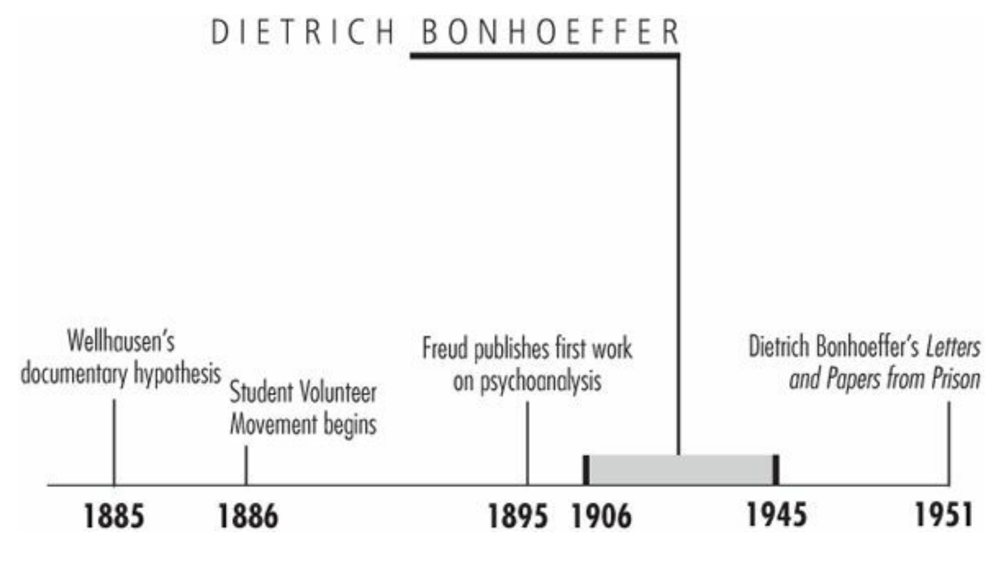 DIETRICH BONHOEFFER
Wellhausen’s
documentary hypothesis
Student Volunteer
Movement begins
Freud publishes first work
on psychoanalysis
Dietrich Bonhoeffer’s Letters
and Papers from Prison
1885
1886
1895
1906
1945
1951